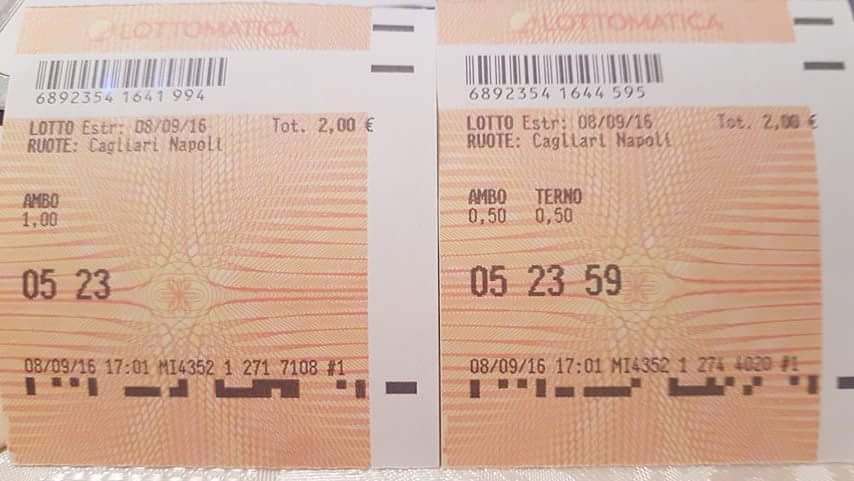 LOTTOMATICA
6892354 1641 994
LOTTO Estr: 08/09/16 Tot. 2,00 €
RUOTE: Cagliari Napoli
AMBO
1,00
05 23
08/09/16 17:01 MI4352 1 271 7108 #1
LOTTOMATICA
6892354 1644 595
LOTTO Estr: 08/09/16 Tot. 2,00 €
RUOTE: Cagliari Napoli
AMBO TERNO
0,50 0,50
05 23 59
08/09/16 17:01 MI4352 1 274 4020 #1